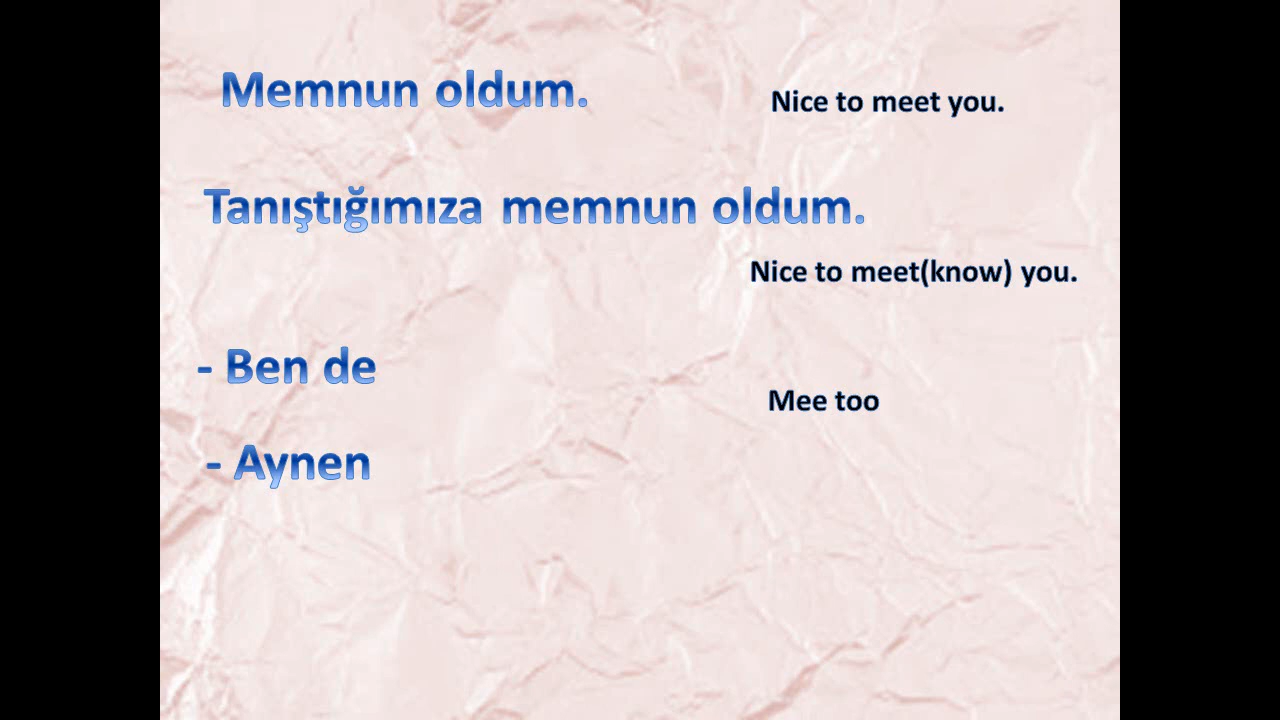 Memnun oldum.
Nice to meet you.
Tanıştığımıza memnun oldum.
Nice to meet(know) you.
- Ben de
Mee too
- Aynen